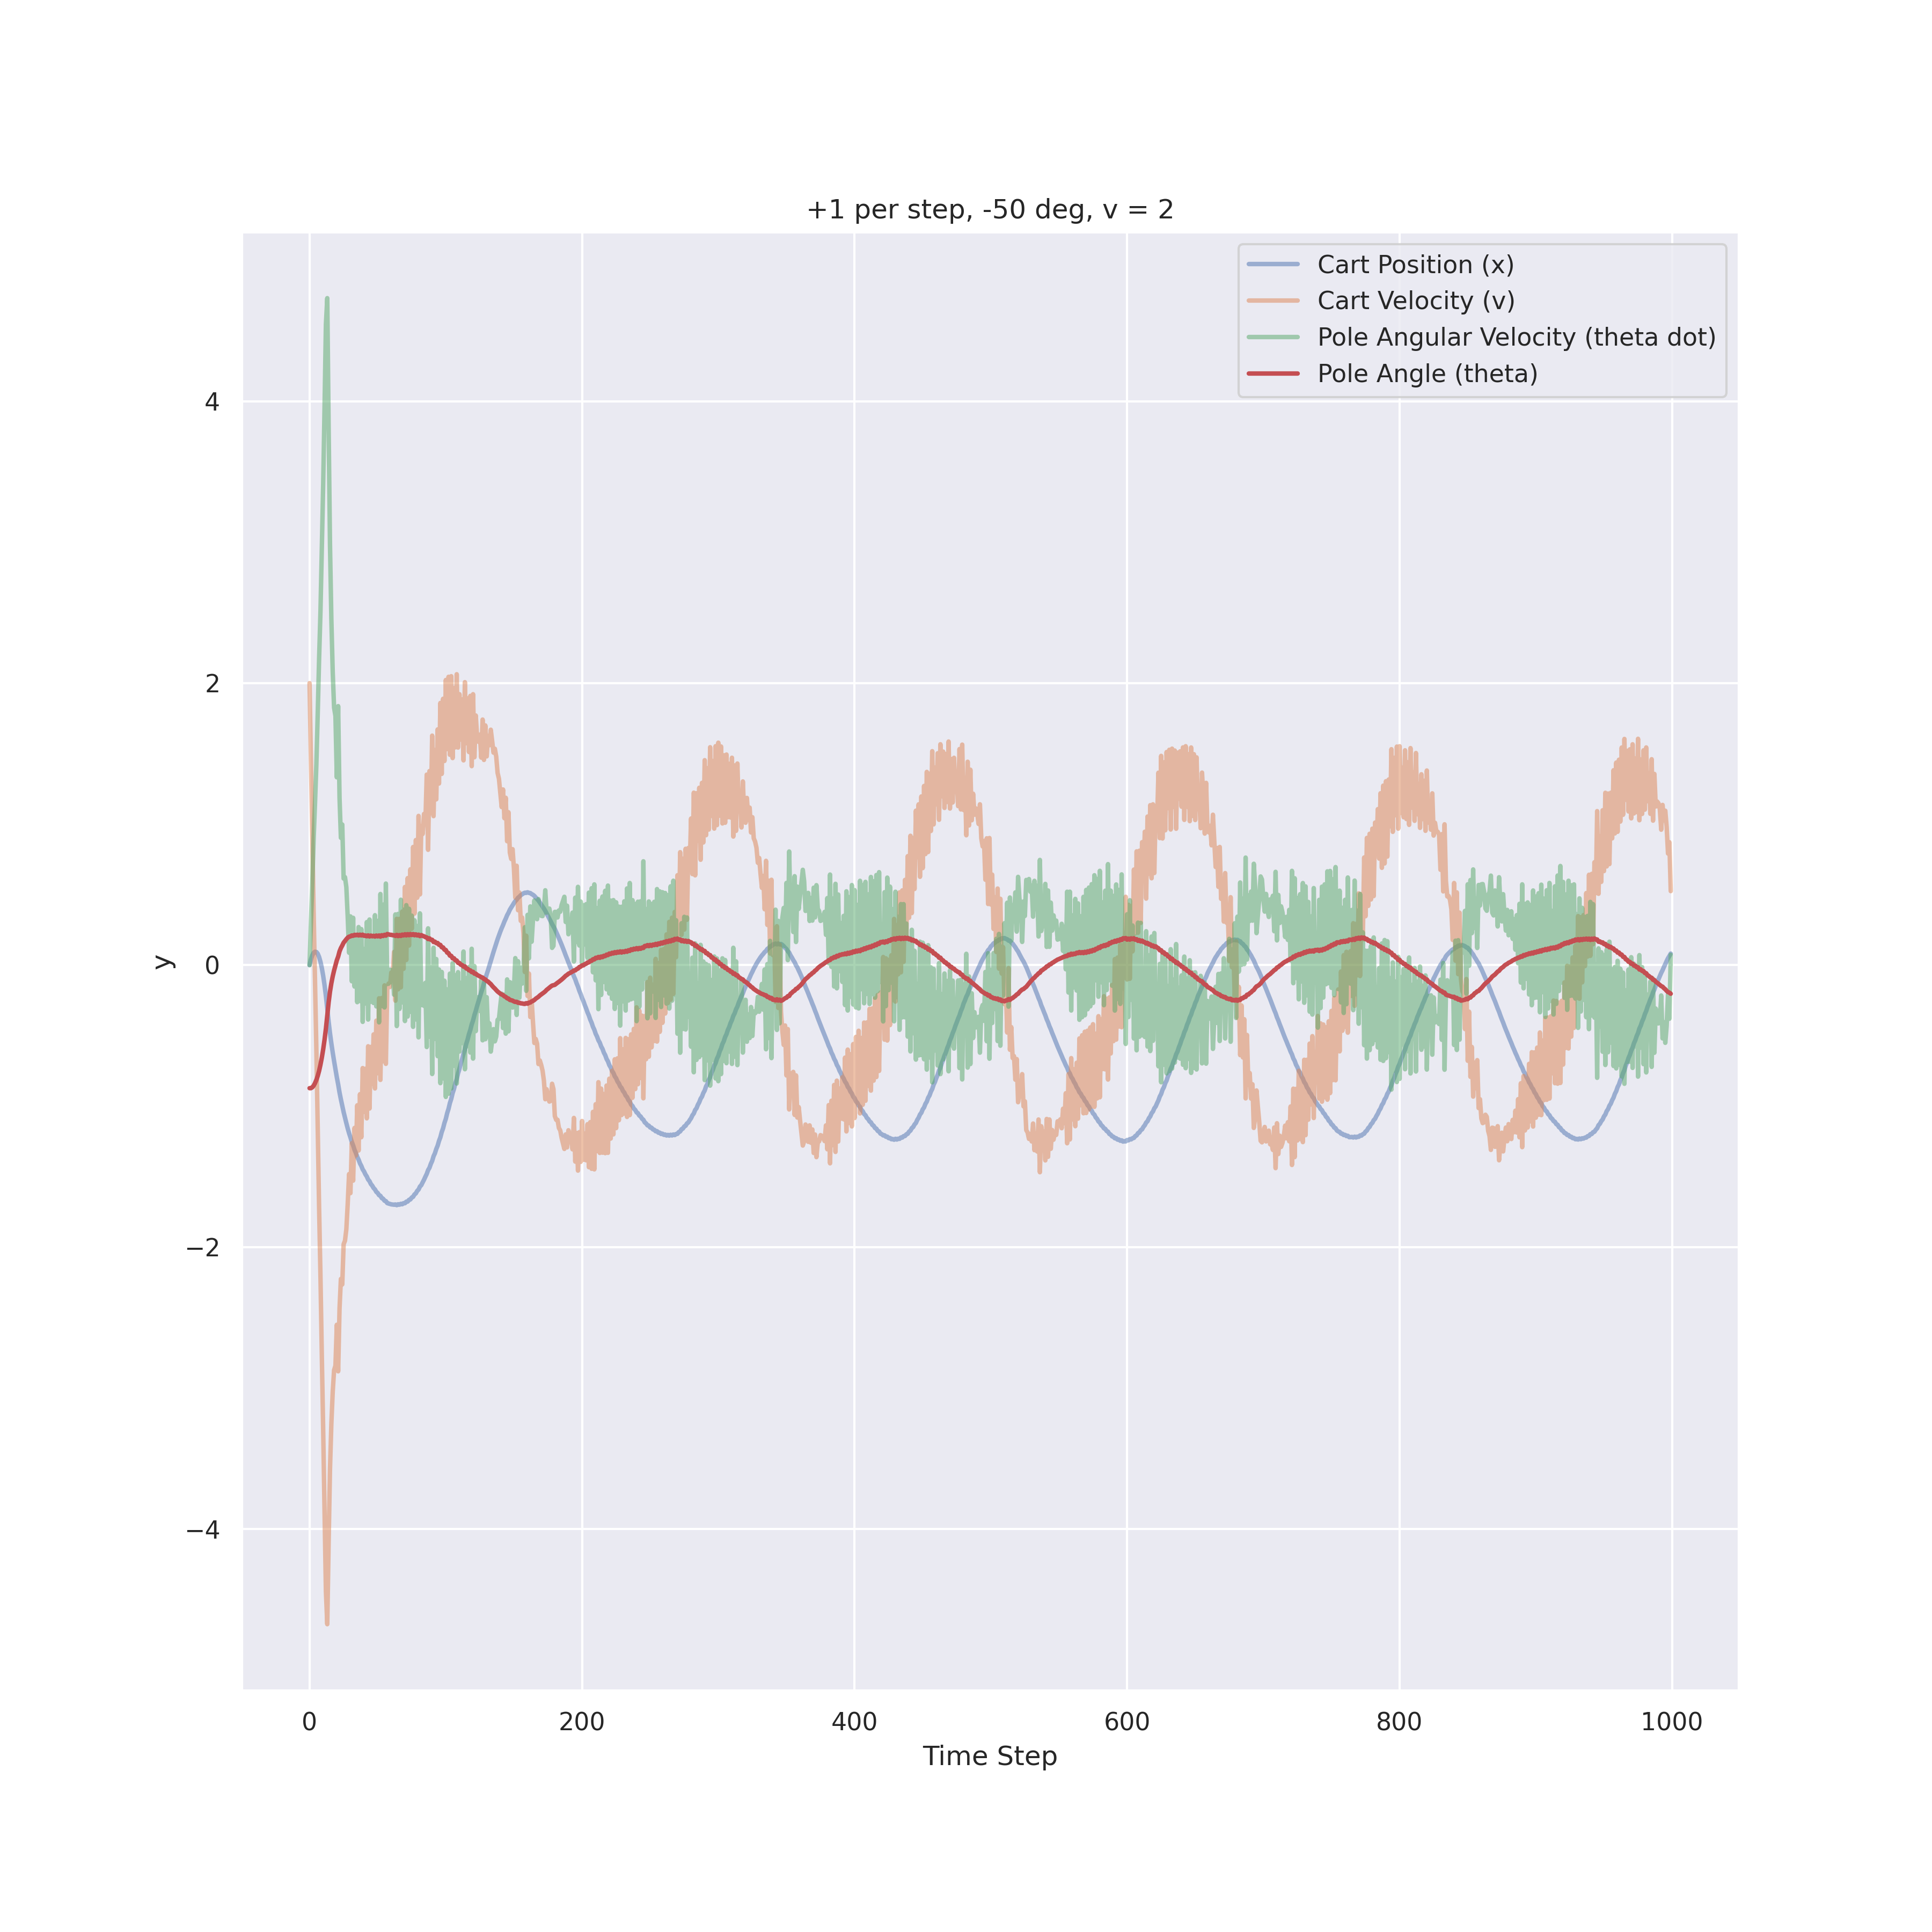 +1 per step, -50 deg, v = 2
Cart Position (x)
Cart Velocity (v)
Pole Angular Velocity (theta dot)
Pole Angle (theta)
y
4
2
0
−2
−4
0 200 400 600 800 1000
Time Step